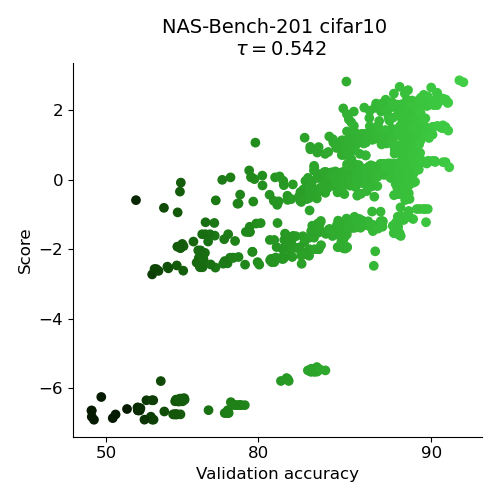 NAS-Bench-201 cifar10
τ = 0.542
Score
2
0
−2
−4
−6
50 80 90
Validation accuracy